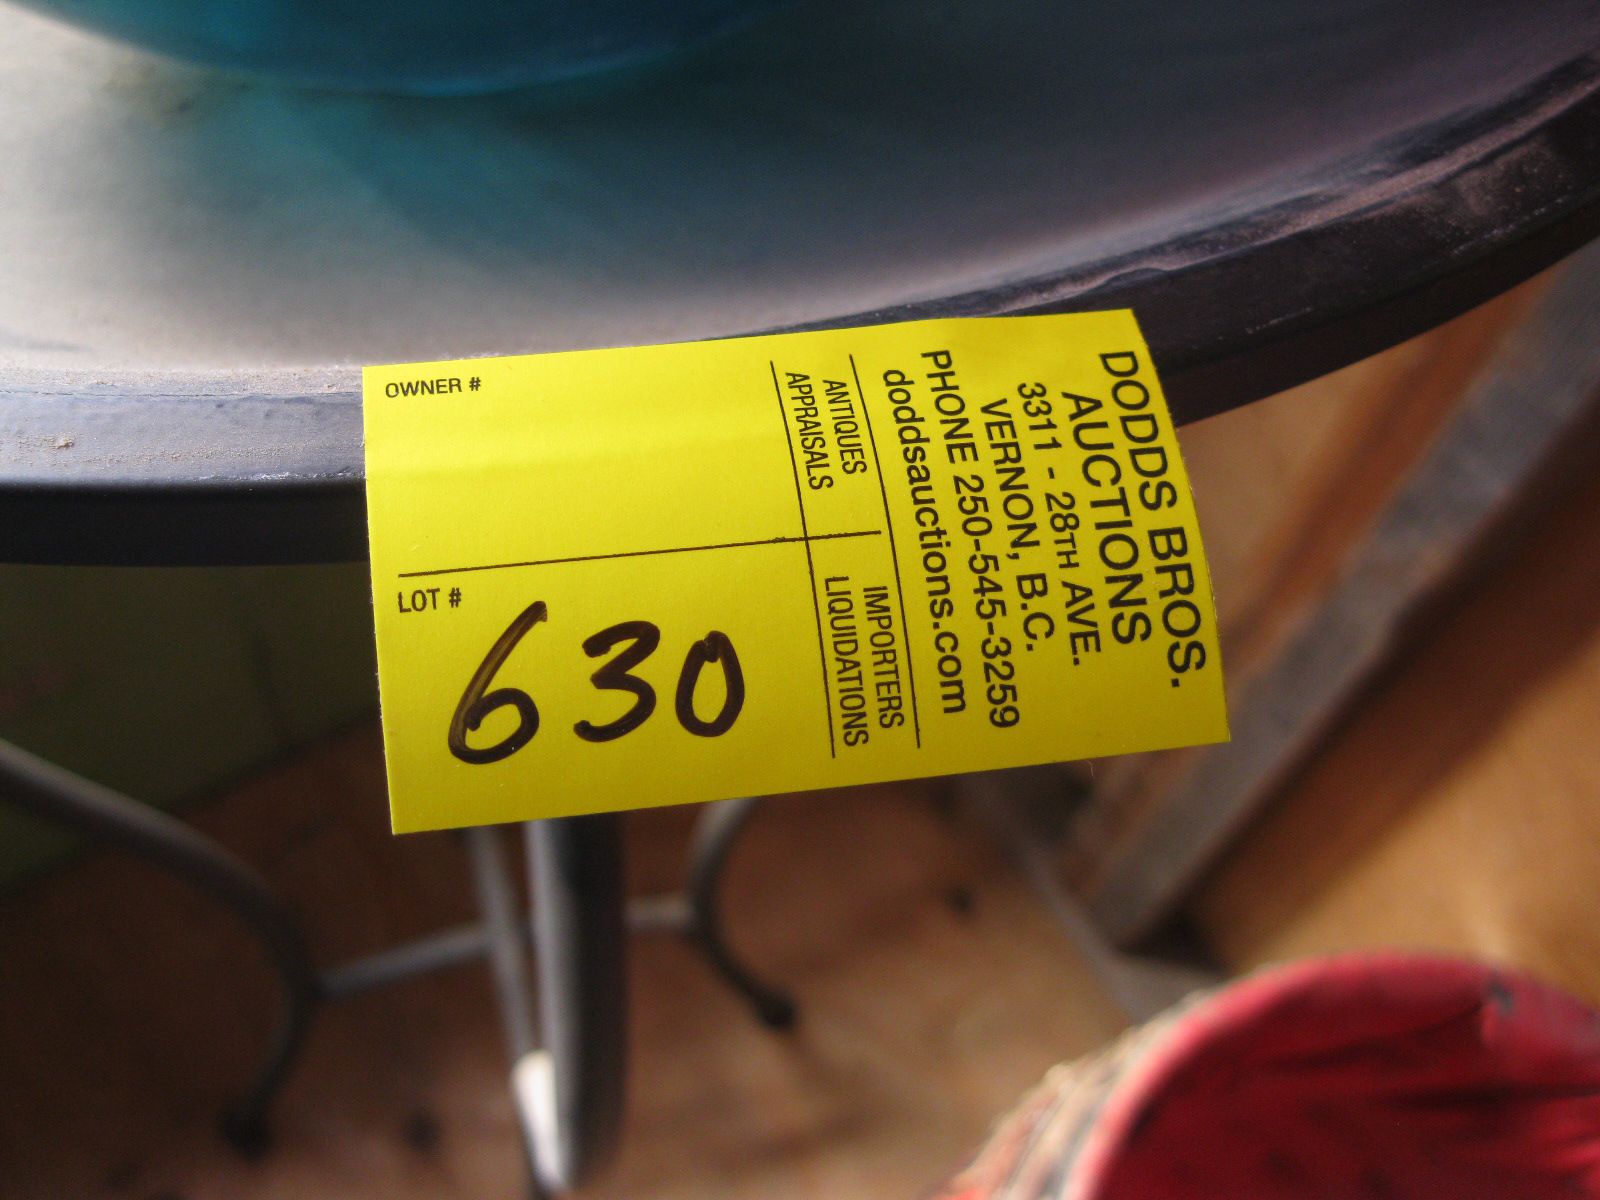 DODDS BROS.
AUCTIONS
3311 - 28TH AVE.
VERNON, B.C.
PHONE 250-545-3259
doddsauctions.com
ANTIQUES IMPORTERS
APPRAISALS LIQUIDATIONS
OWNER #
LOT # 630